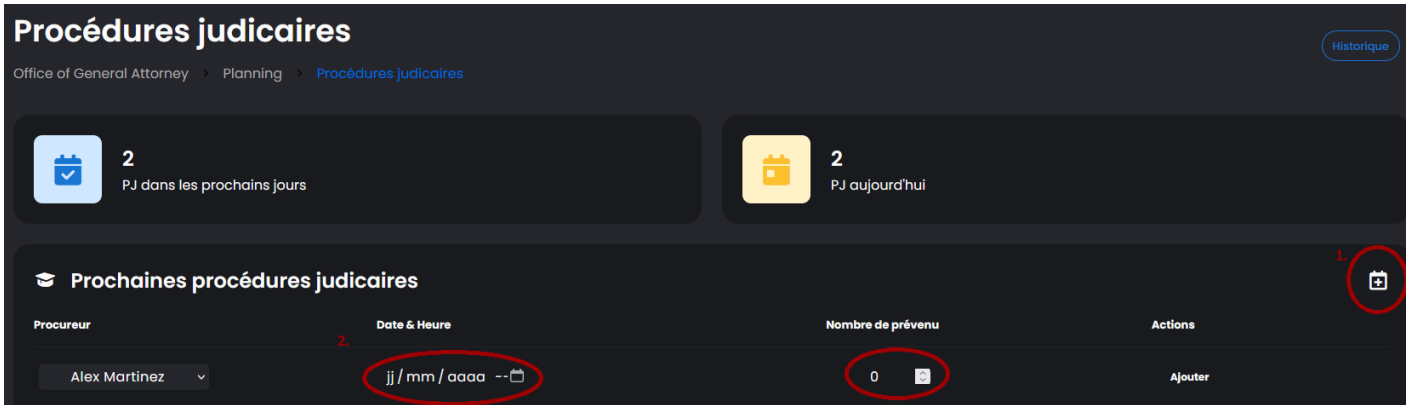 Procédures judicaires
Historique
Office of General Attorney > Planning > Procédures judicaires
2
PJ dans les prochains jours
2
PJ aujourd'hui
1.
Prochaines procédures judicaires
Procureur Date & Heure Nombre de prévenu Actions
2.
Alex Martinez jj / mm / aaaa -- 0 Ajouter